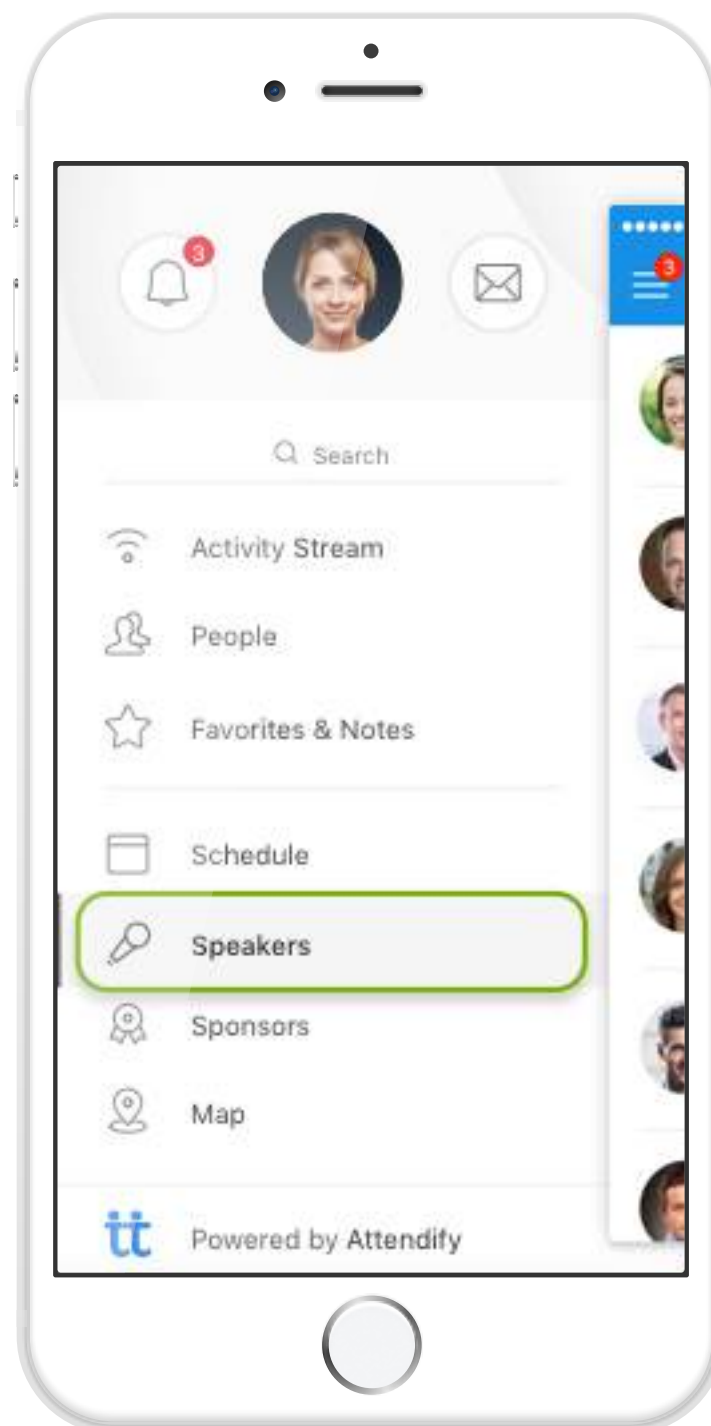 3
3
Search
Activity Stream
People
Favorites & Notes
Schedule
Speakers
Sponsors
Map
tt Powered by Attendify